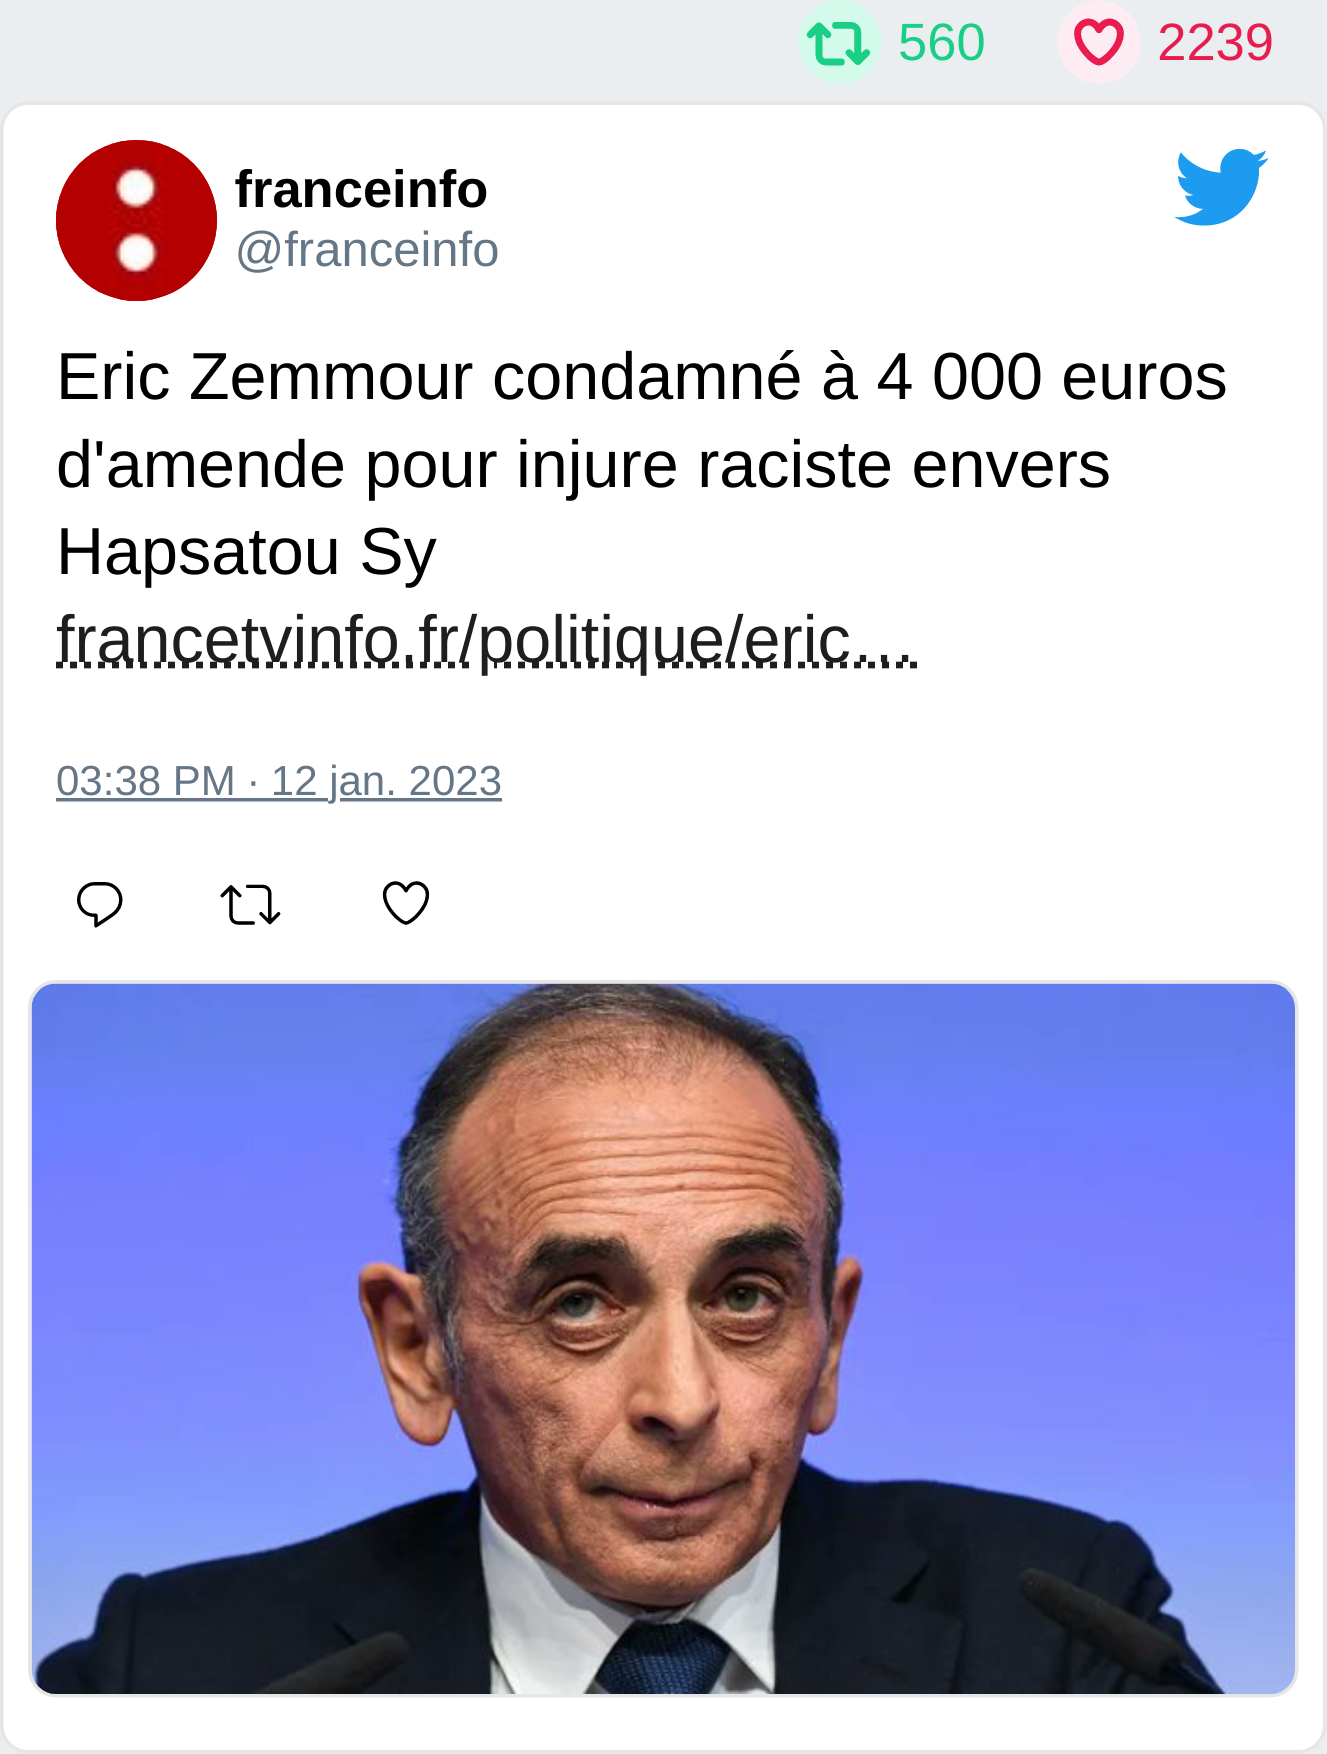 560 2239
franceinfo
@franceinfo
Eric Zemmour condamné à 4 000 euros
d'amende pour injure raciste envers
Hapsatou Sy
francetvinfo.fr/politique/eric…
03:38 PM · 12 jan. 2023